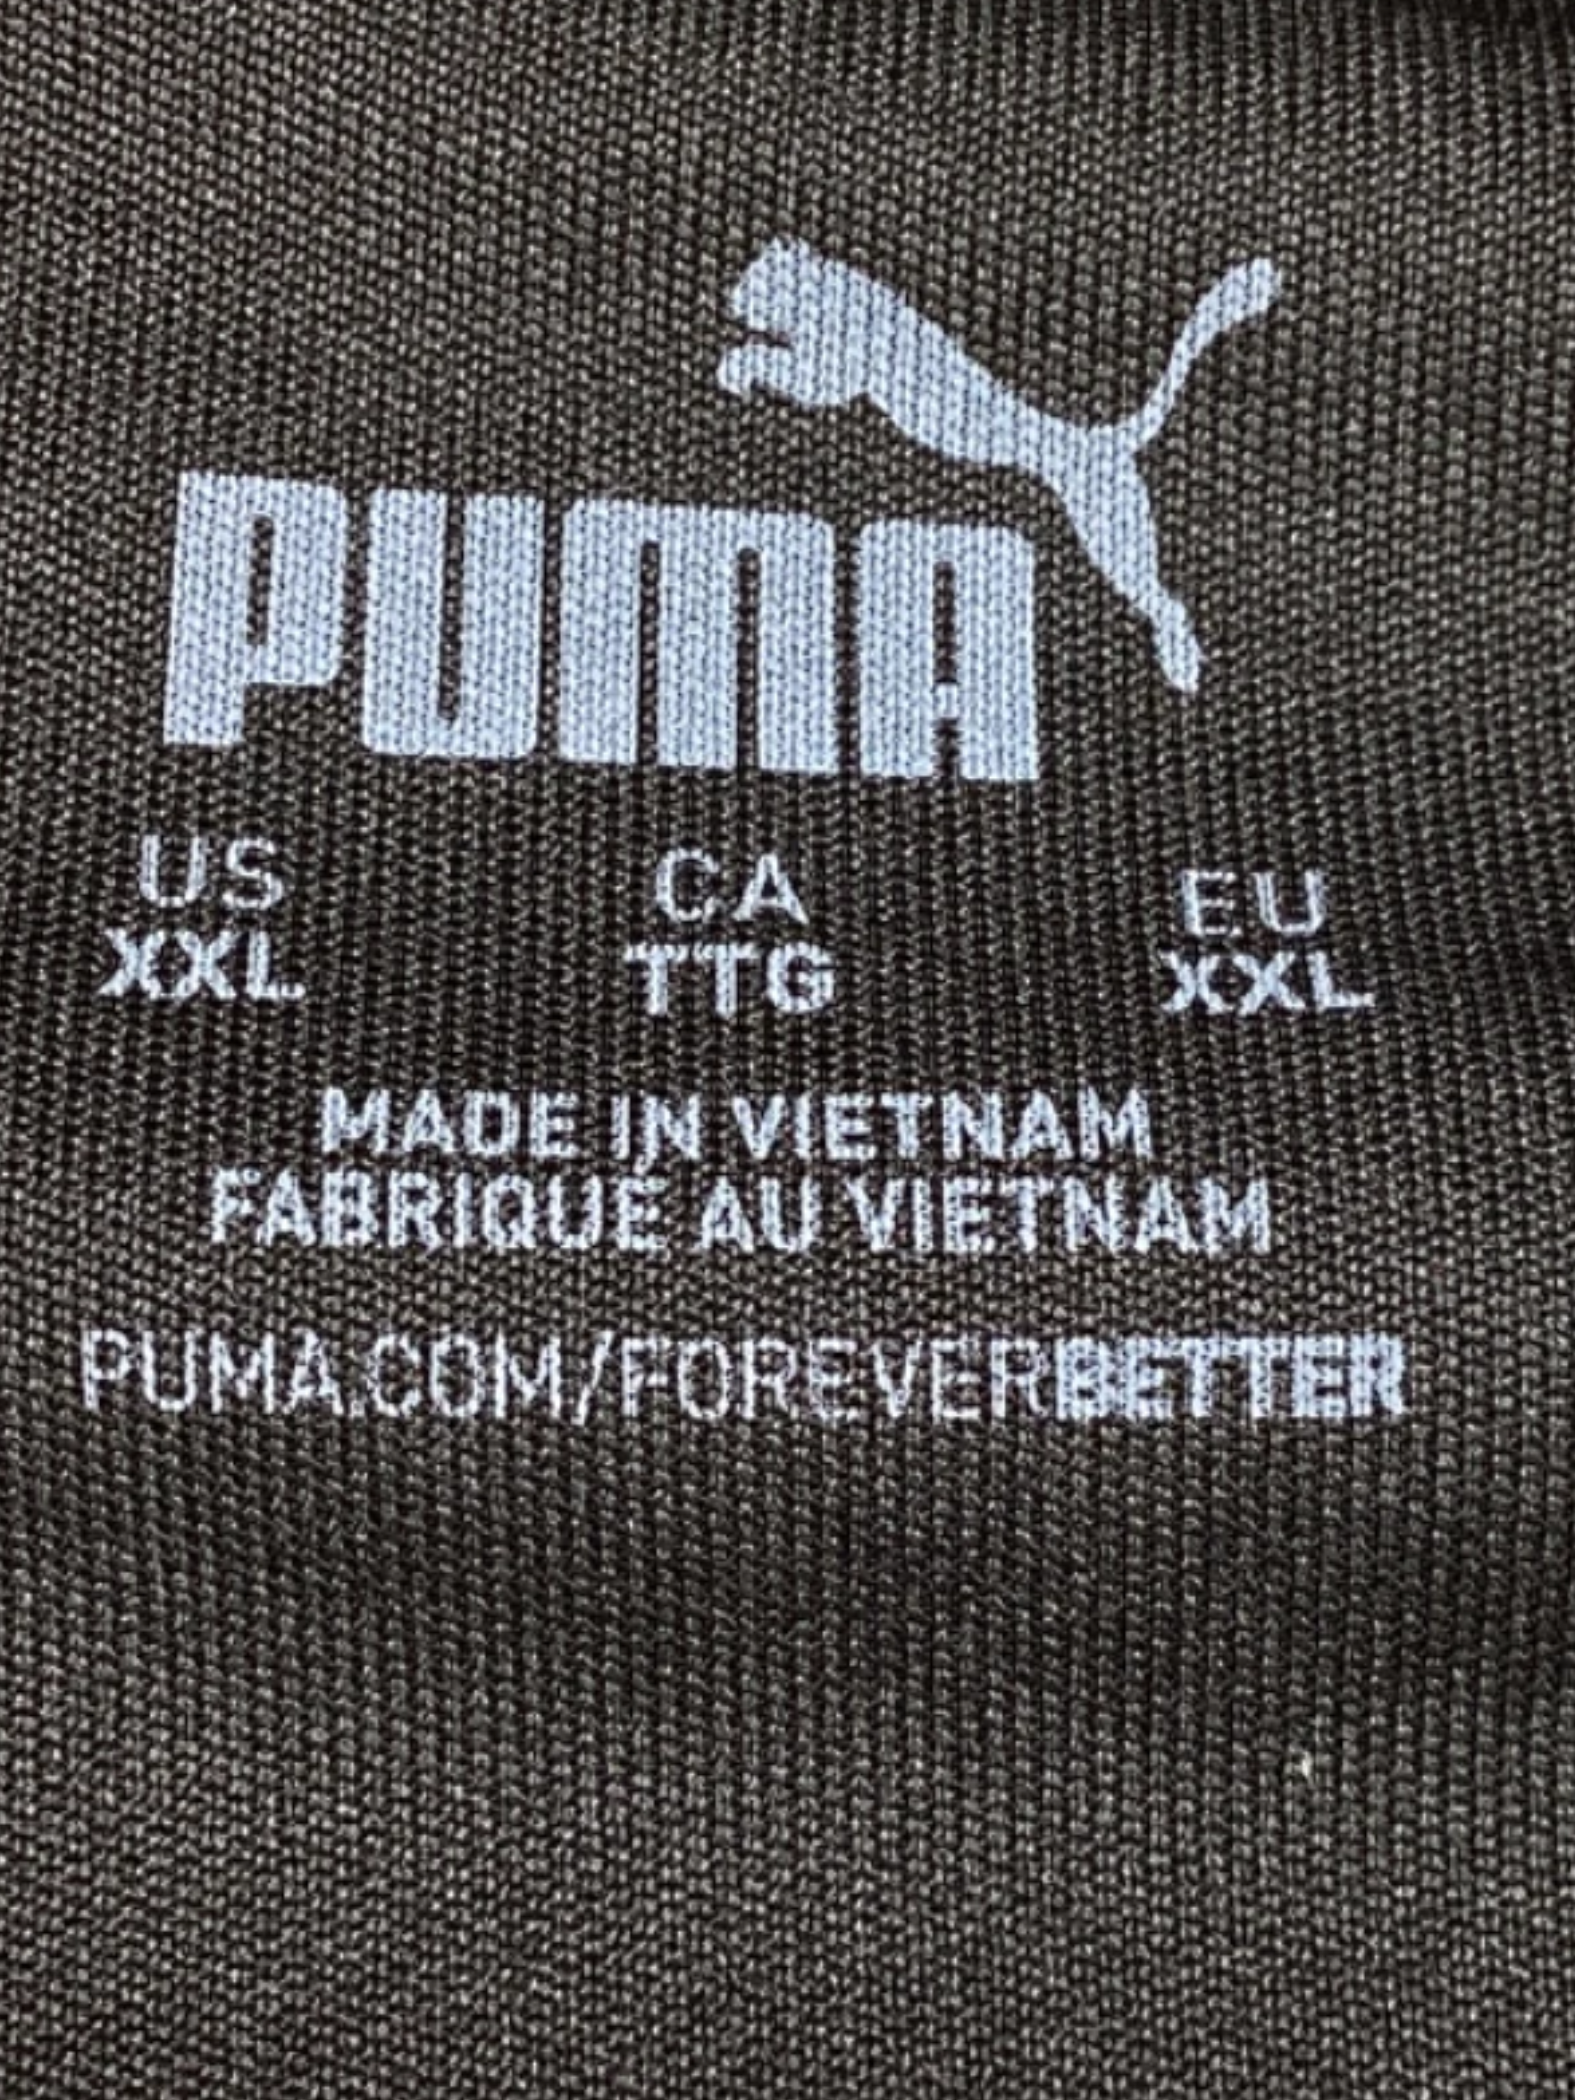 PUMA
US CA EU
XXL TTG XXL
MADE IN VIETNAM
FABRIQUÉ AU VIETNAM
PUMA.COM/FOREVERBETTER